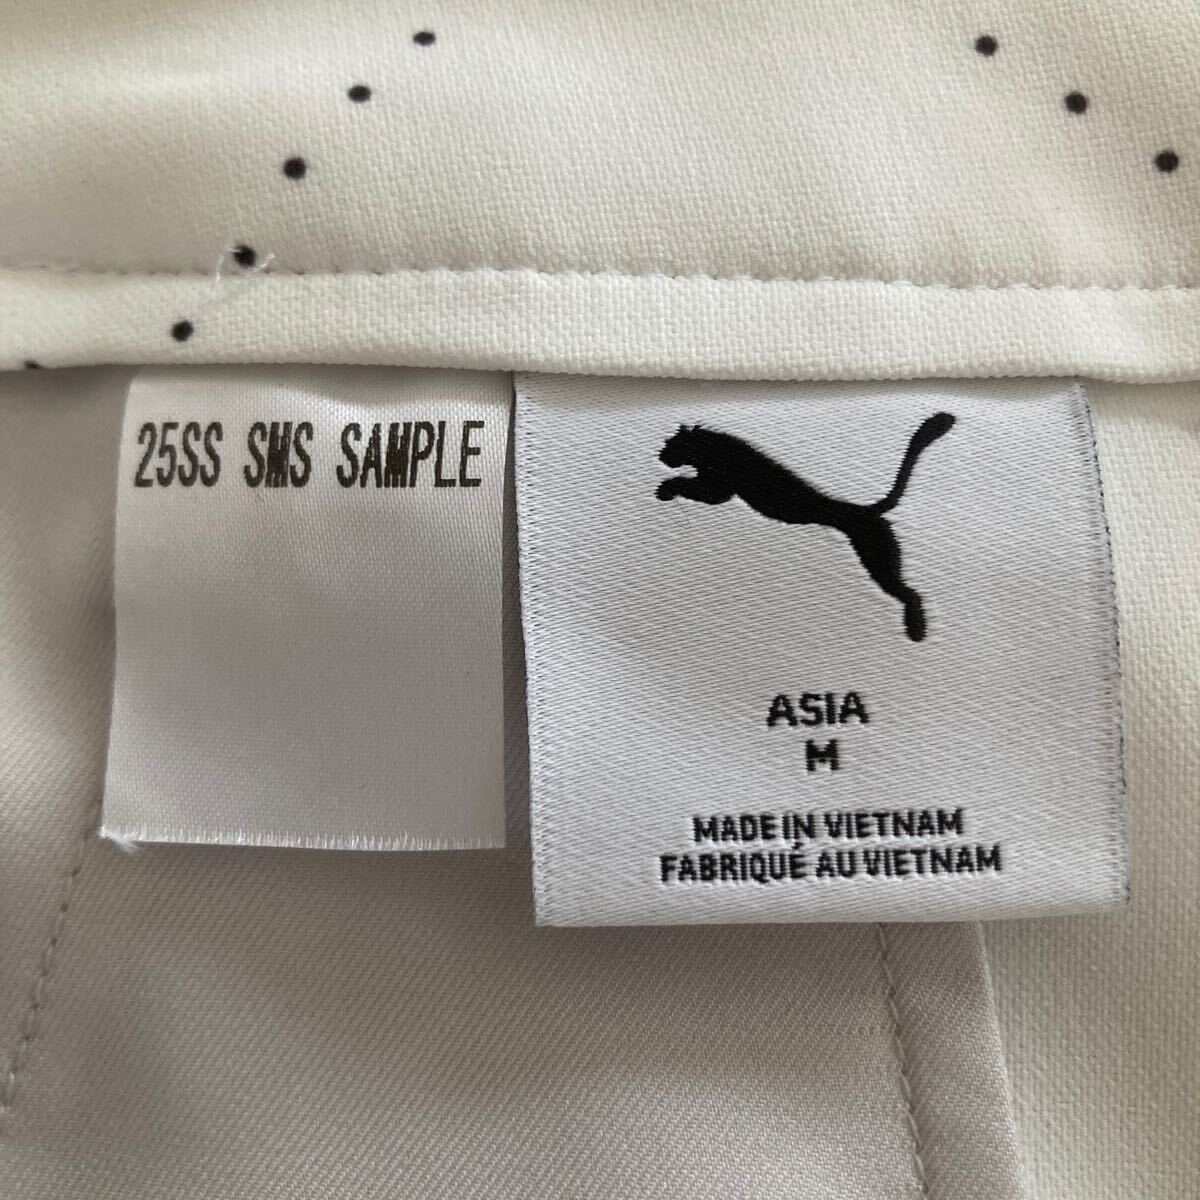 25SS SMS SAMPLE
ASIA
M
MADE IN VIETNAM
FABRIQUÉ AU VIETNAM